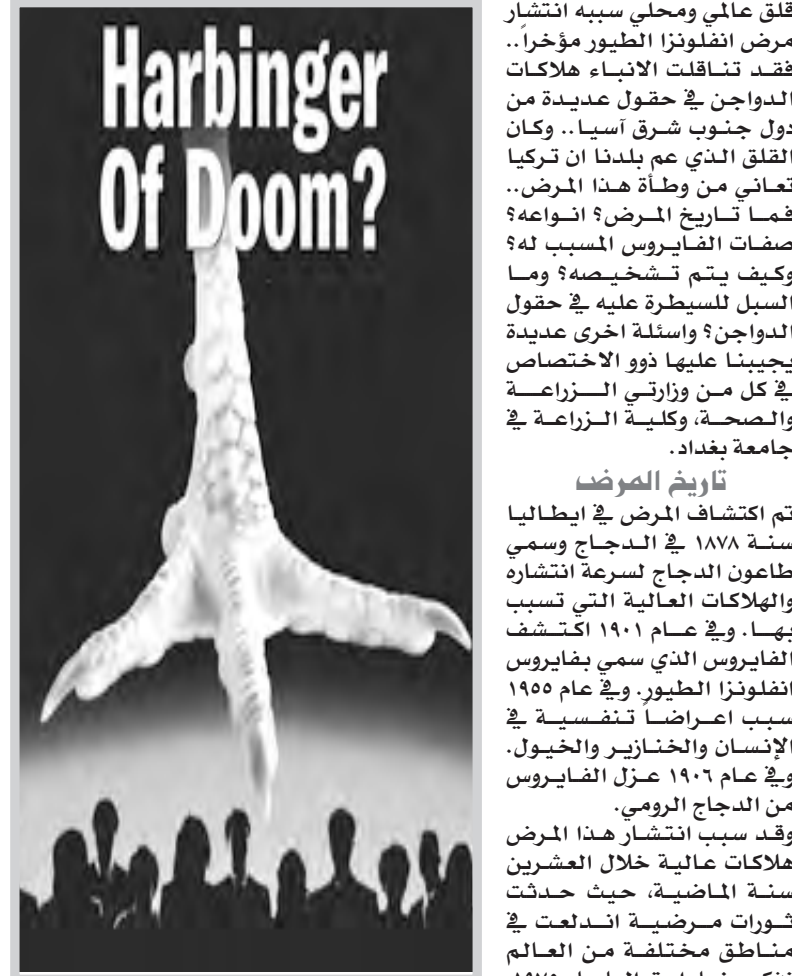 Harbinger
Of Doom?
قلق عالمي ومحلي سببه انتشار
مرض انفلونزا الطيور مؤخراً..
فقد تناقلت الانباء هلاكات
الدواجن في حقول عديدة من
دول جنوب شرق آسيا.. وكان
القلق الذي عم بلدنا ان تركيا
تعاني من وطأة هذا المرض..
فما تاريخ المرض؟ انواعه؟
صفات الفايروس المسبب له؟
وكيف يتم تشخيصه؟ وما
السبل للسيطرة عليه في حقول
الدواجن؟ واسئلة اخرى عديدة
يجيبنا عليها ذوو الاختصاص
في كل من وزارتي الزراعة
والصحة، وكلية الزراعة في
جامعة بغداد.
تاريخ المرض
تم اكتشاف المرض في ايطاليا
سنة ١٨٧٨ في الدجاج وسمي
طاعون الدجاج لسرعة انتشاره
والهلاكات العالية التي تسبب
بها. وفي عام ١٩٠١ اكتشف
الفايروس الذي سمي بفايروس
انفلونزا الطيور. وفي عام ١٩٥٥
سبب اعراضاً تنفسية في
الإنسان والخنازير والخيول.
وفي عام ١٩٠٦ عزل الفايروس
من الدجاج الرومي.
وقد سبب انتشار هذا المرض
هلاكات عالية خلال العشرين
سنة الماضية، حيث حدثت
ثورات مرضية اندلعت في
مناطق مختلفة من العالم